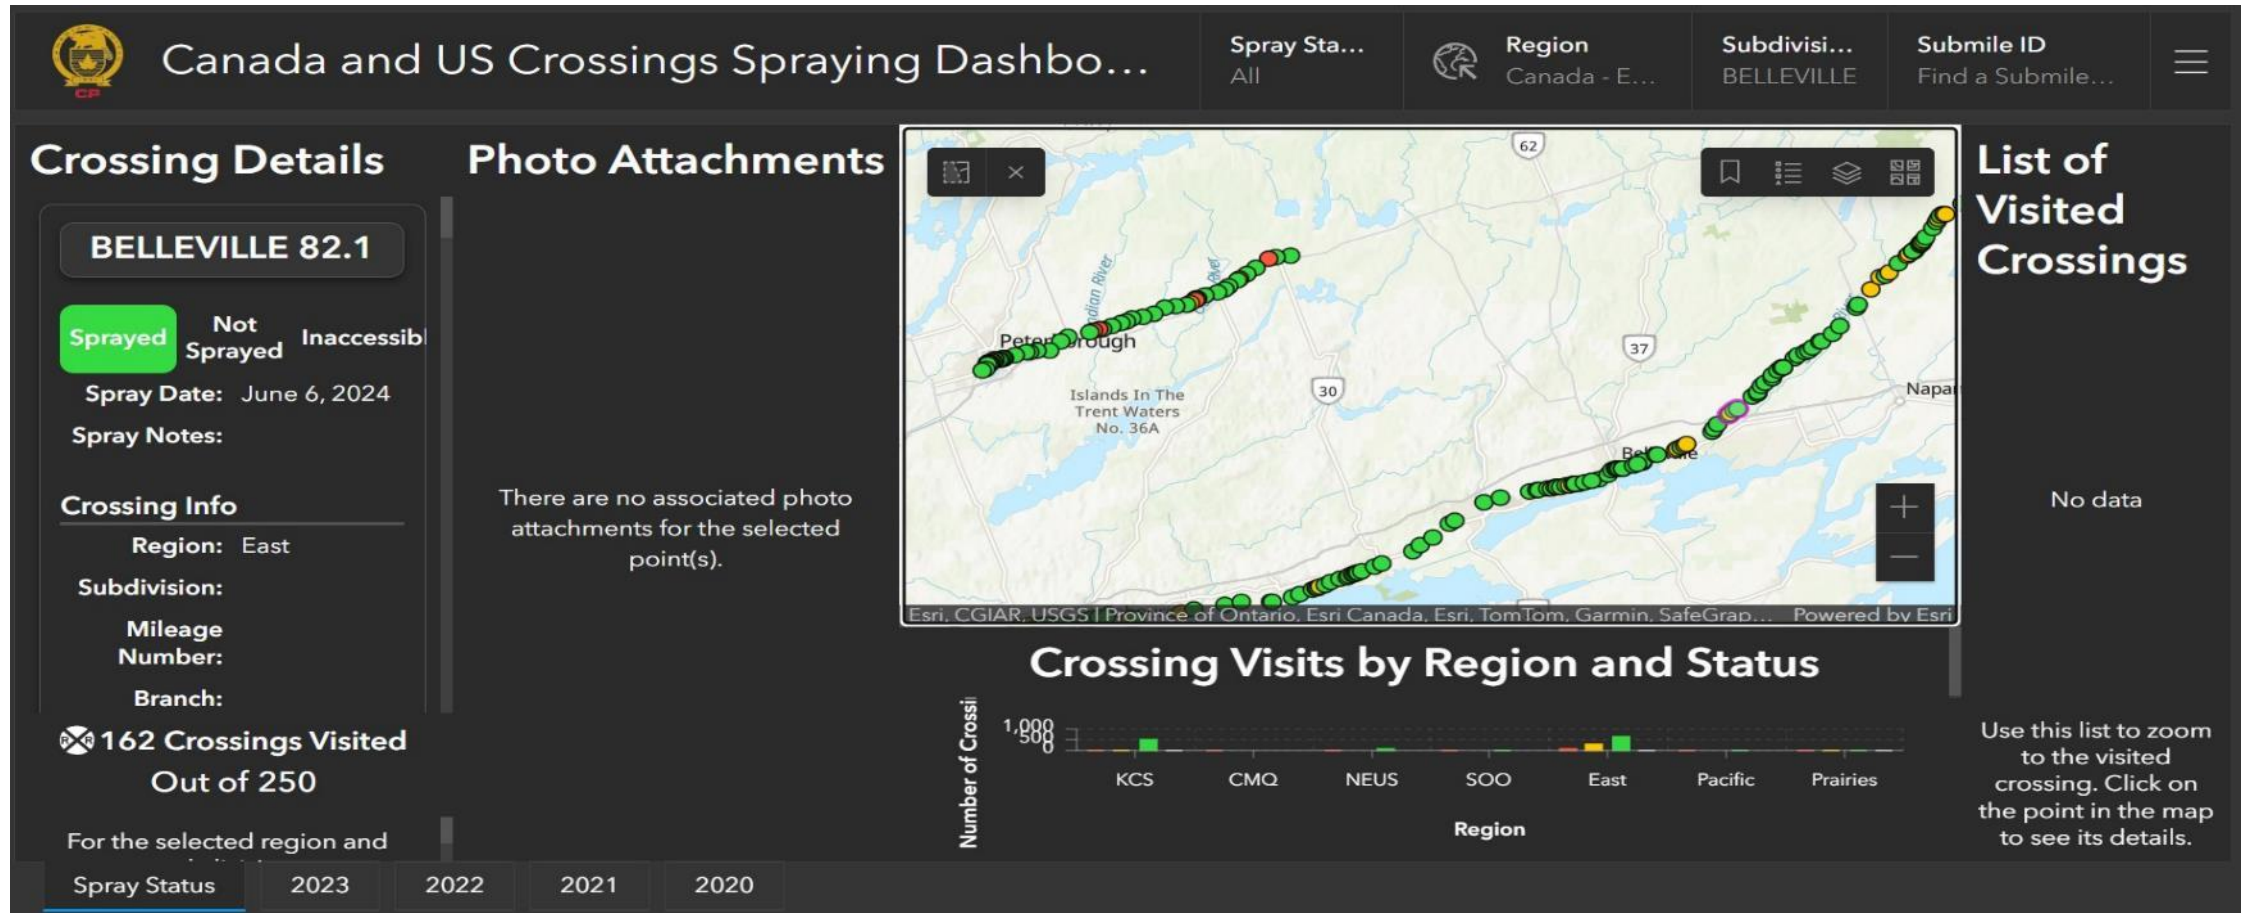 Canada and US Crossings Spraying Dashbo...
Spray Sta...
All
Region
Canada - E...
Subdivisi...
BELLEVILLE
Submile ID
Find a Submile...
CP
Crossing Details
BELLEVILLE 82.1
Sprayed
Not
Sprayed
Inaccessibl
Spray Date: June 6, 2024
Spray Notes:
Crossing Info
Region: East
Subdivision:
Mileage
Number:
Branch:
162 Crossings Visited
Out of 250
For the selected region and
Photo Attachments
There are no associated photo
attachments for the selected
point(s).
62
37
30
Indian River
River
Islands In The
Trent Waters
No. 36A
Napan
Esri, CGIAR, USGS | Province of Ontario, Esri Canada, Esri, TomTom, Garmin, SafeGrap... Powered by Esri
Crossing Visits by Region and Status
Number of Crossi
1,000
500
0
KCS
CMQ
NEUS
SOO
East
Pacific
Prairies
Region
List of
Visited
Crossings
No data
Use this list to zoom
to the visited
crossing. Click on
the point in the map
to see its details.
Spray Status
2023
2022
2021
2020